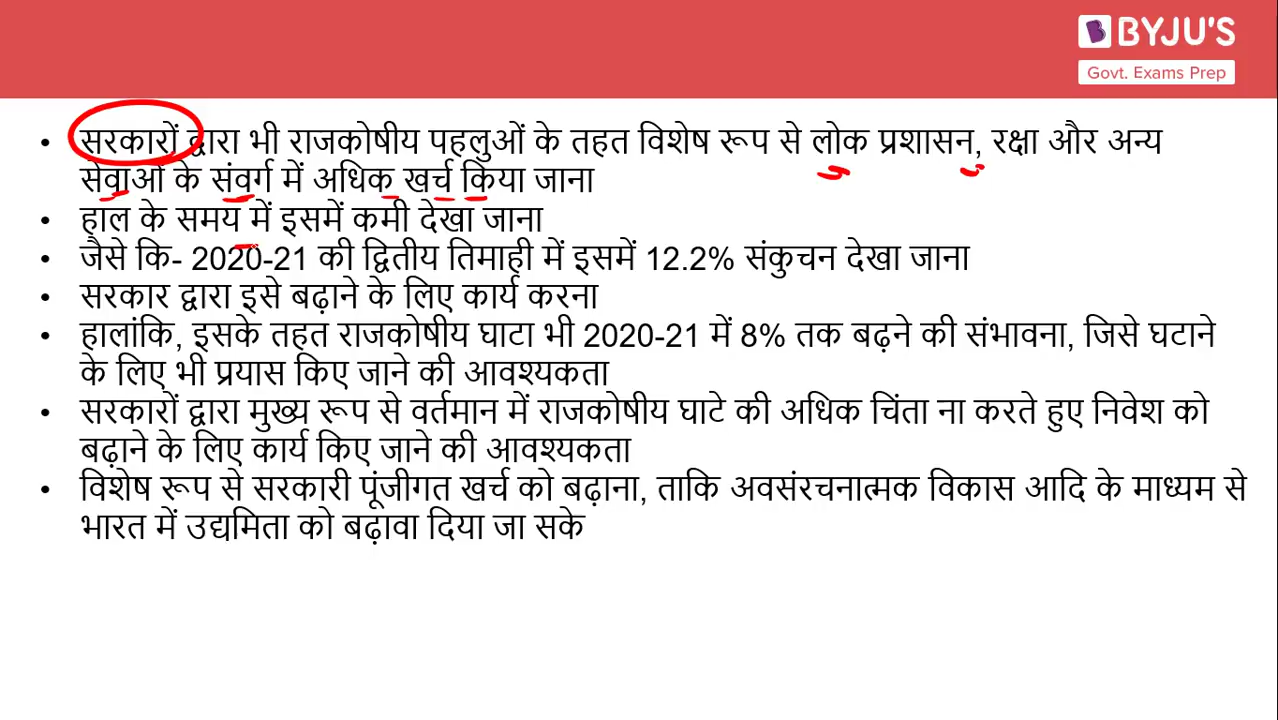 BYJU'S
Govt. Exams Prep
• सरकारों द्वारा भी राजकोषीय पहलुओं के तहत विशेष रूप से लोक प्रशासन, रक्षा और अन्य
सेवाओं के संवर्ग में अधिक खर्च किया जाना
• हाल के समय में इसमें कमी देखा जाना
• जैसे कि- 2020-21 की द्वितीय तिमाही में इसमें 12.2% संकुचन देखा जाना
• सरकार द्वारा इसे बढ़ाने के लिए कार्य करना
• हालांकि, इसके तहत राजकोषीय घाटा भी 2020-21 में 8% तक बढ़ने की संभावना, जिसे घटाने
के लिए भी प्रयास किए जाने की आवश्यकता
• सरकारों द्वारा मुख्य रूप से वर्तमान में राजकोषीय घाटे की अधिक चिंता ना करते हुए निवेश को
बढ़ाने के लिए कार्य किए जाने की आवश्यकता
• विशेष रूप से सरकारी पूंजीगत खर्च को बढ़ाना, ताकि अवसंरचनात्मक विकास आदि के माध्यम से
भारत में उद्यमिता को बढ़ावा दिया जा सके